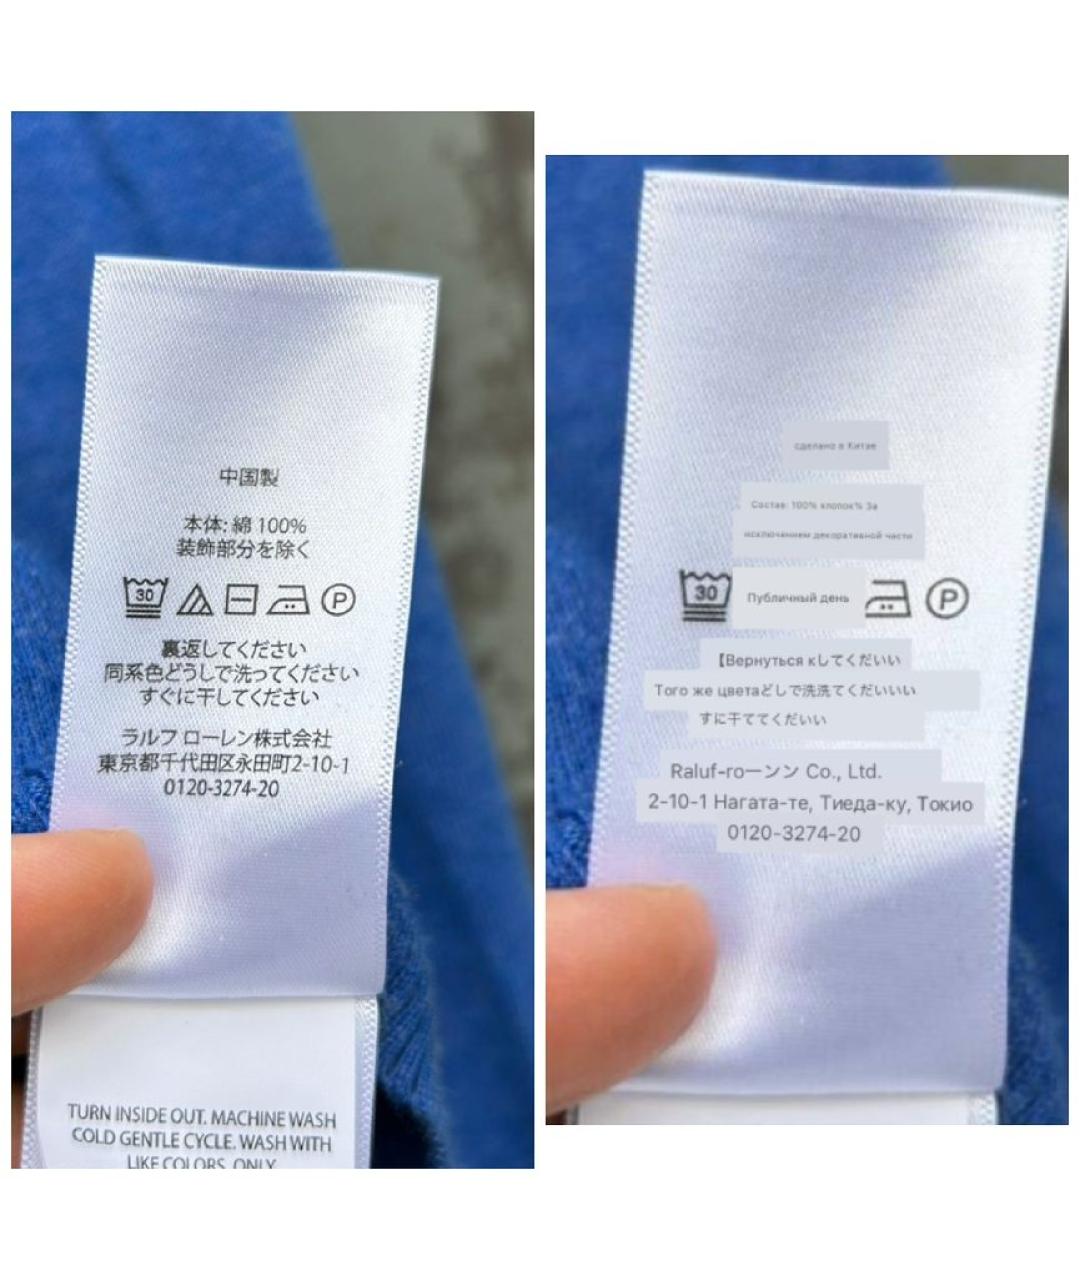 中国製
本体: 綿 100%
装飾部分を除く
30 P
裏返してください
同系色どうしで洗ってください
すぐに干してください
ラルフ ローレン株式会社
東京都千代田区永田町2-10-1
0120-3274-20
TURN INSIDE OUT. MACHINE WASH
COLD GENTLE CYCLE. WASH WITH
LIKE COLORS. ONLY
сделано в Китае
Состав: 100% хлопок% За
исключением декоративной части
30 Публичный день P
【Вернуться кしてくだいい
Того же цветаどしで洗洗てくだいいい
すに干ててくだいい
Raluf-roーンン Co., Ltd.
2-10-1 Нагата-те, Тиеда-ку, Токио
0120-3274-20